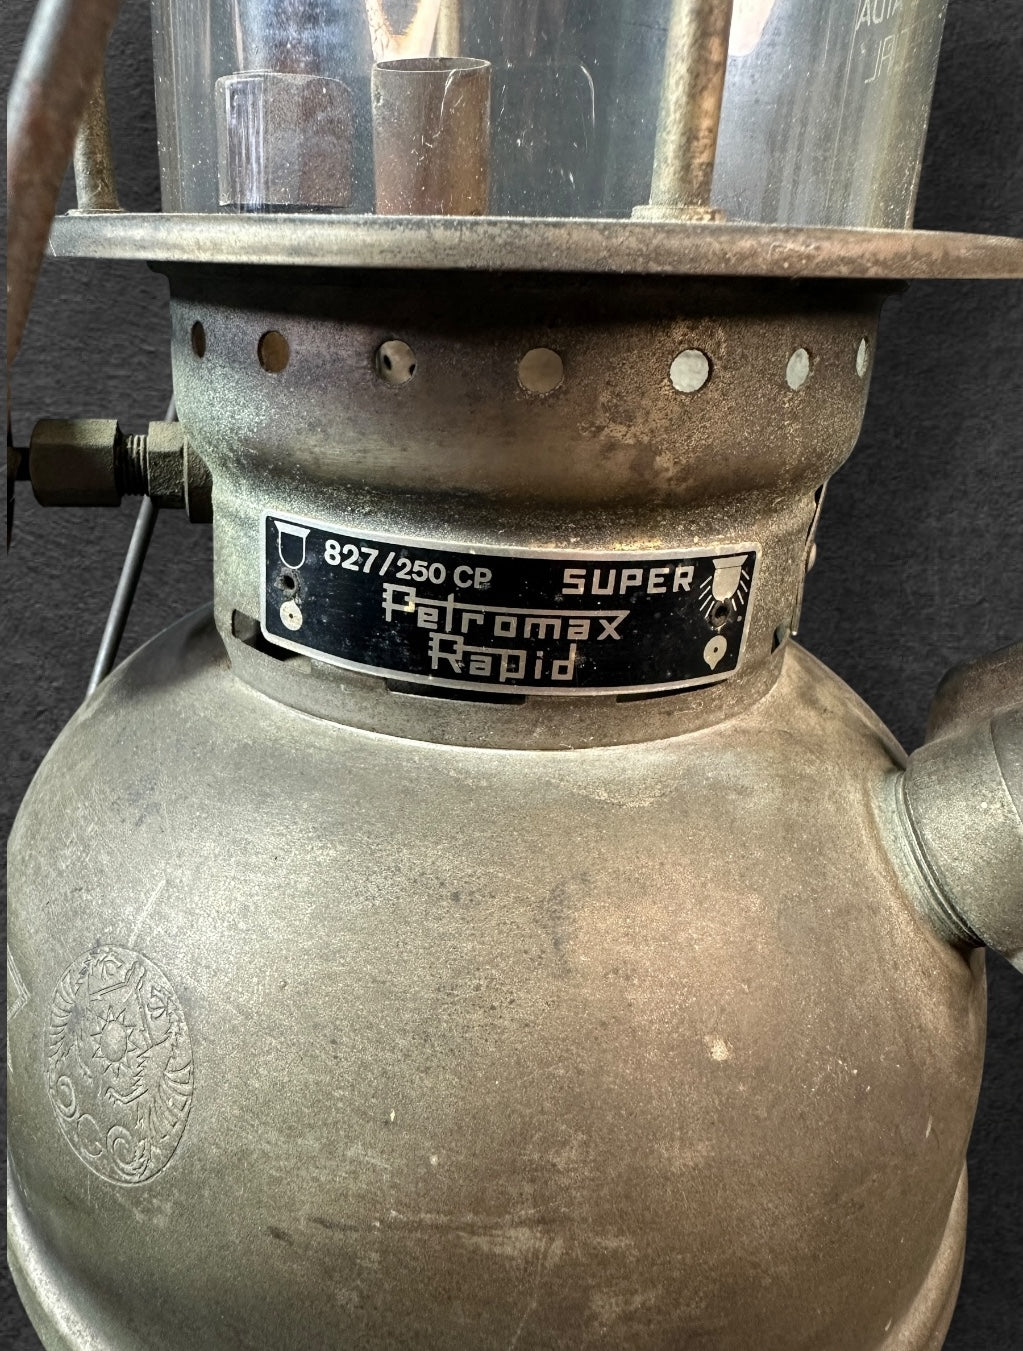 827/250 CP SUPER
Petromax
Rapid